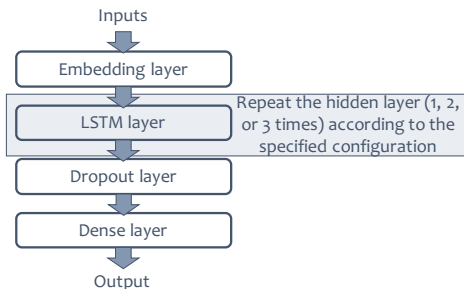 Inputs
Embedding layer
LSTM layer
Repeat the hidden layer (1, 2,
or 3 times) according to the
specified configuration
Dropout layer
Dense layer
Output